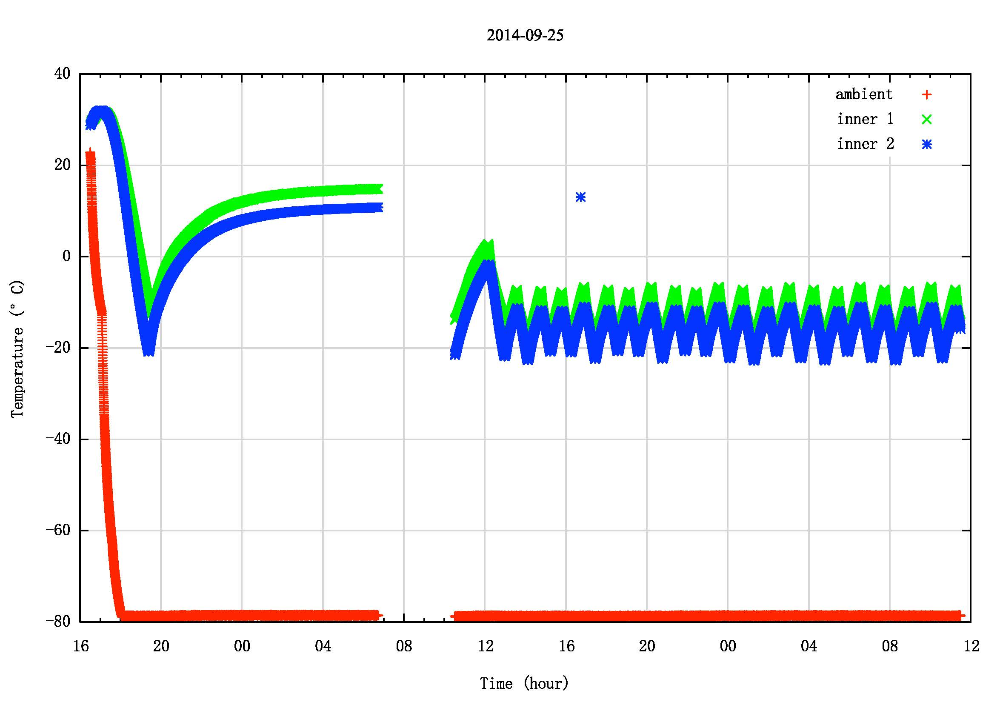 2014-09-25
40
20
0
-20
-40
-60
-80
Temperature (° C)
ambient
inner 1
inner 2
16 20 00 04 08 12 16 20 00 04 08 12
Time (hour)